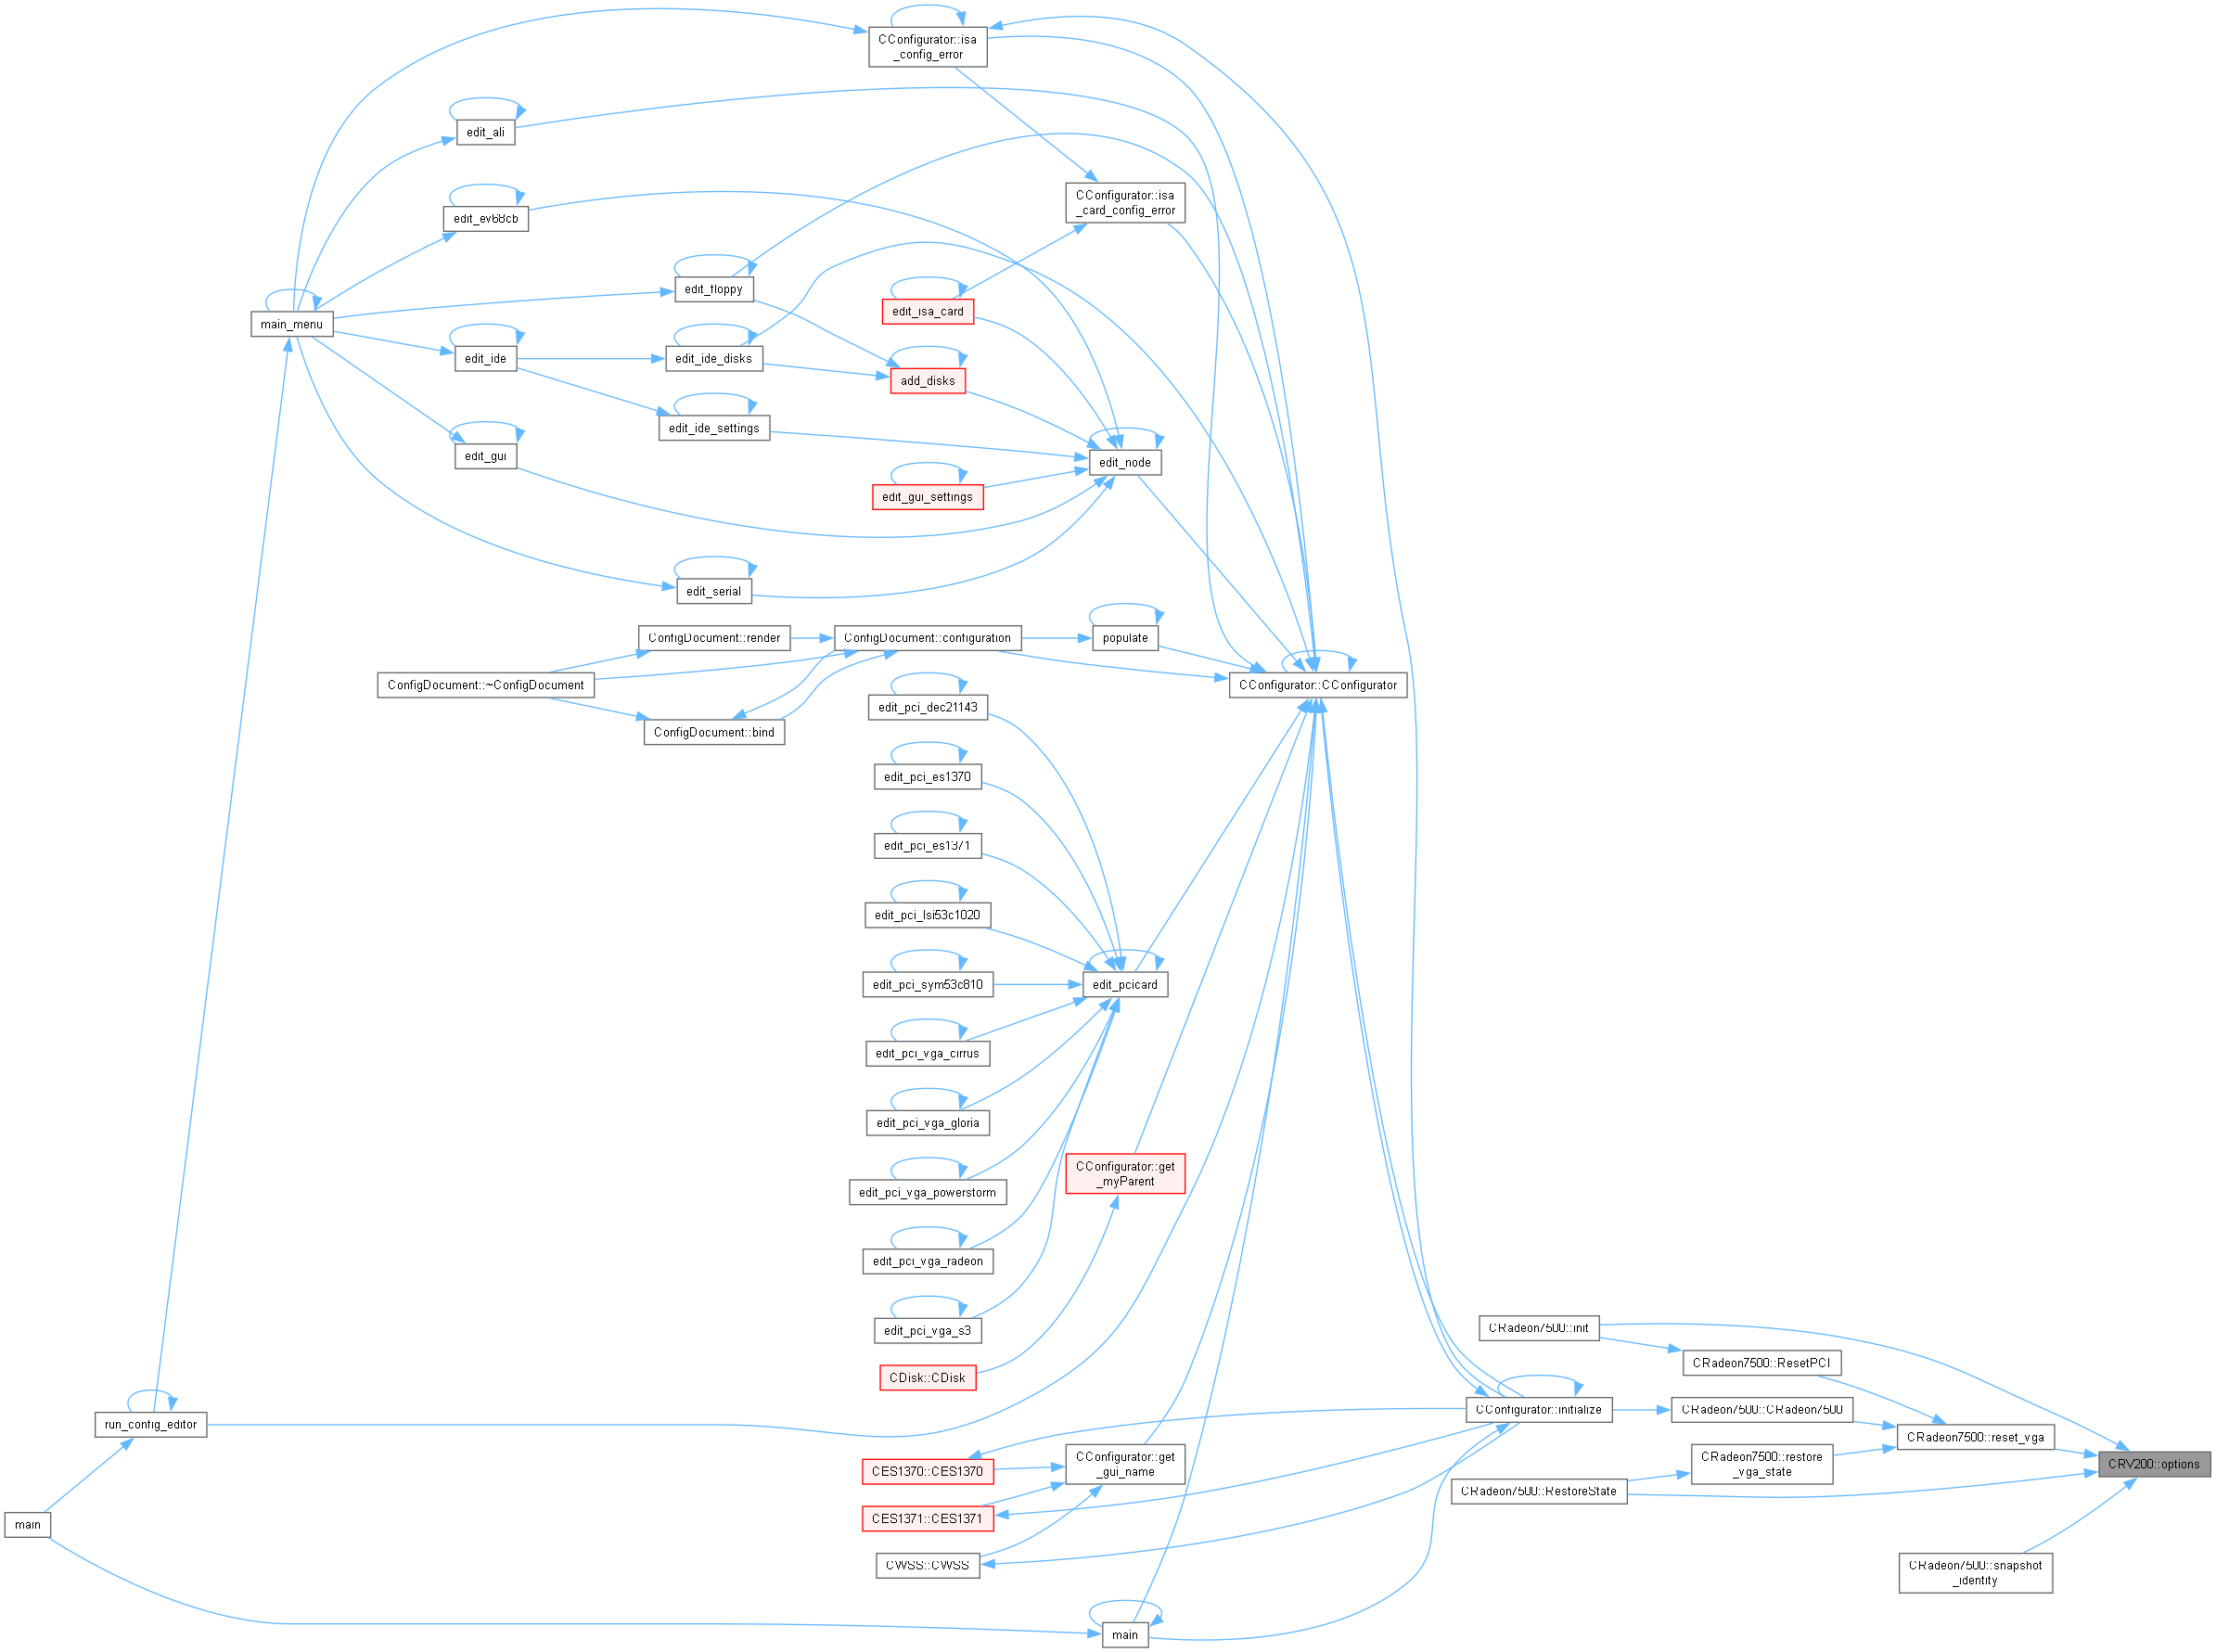 CConfigurator::isa
_config_error
edit_ali
CConfigurator::isa
_card_config_error
edit_ev68cb
edit_floppy
edit_isa_card
main_menu
edit_ide
edit_ide_disks
add_disks
edit_ide_settings
edit_gui
edit_node
edit_gui_settings
edit_serial
ConfigDocument::render
ConfigDocument::configuration
populate
ConfigDocument::~ConfigDocument
CConfigurator::CConfigurator
edit_pci_dec21143
ConfigDocument::bind
edit_pci_es1370
edit_pci_es1371
edit_pci_lsi53c1020
edit_pci_sym53c810
edit_pcicard
edit_pci_vga_cirrus
edit_pci_vga_gloria
CConfigurator::get
_myParent
edit_pci_vga_powerstorm
edit_pci_vga_radeon
edit_pci_vga_s3
CRadeon7500::init
CRadeon7500::ResetPCI
CDisk::CDisk
run_config_editor
CConfigurator::initialize
CRadeon7500::CRadeon7500
CRadeon7500::reset_vga
CConfigurator::get
_gui_name
CRadeon7500::restore
_vga_state
CRV200::options
CES1370::CES1370
CRadeon7500::RestoreState
main
CES1371::CES1371
CWSS::CWSS
CRadeon7500::snapshot
_identity
main